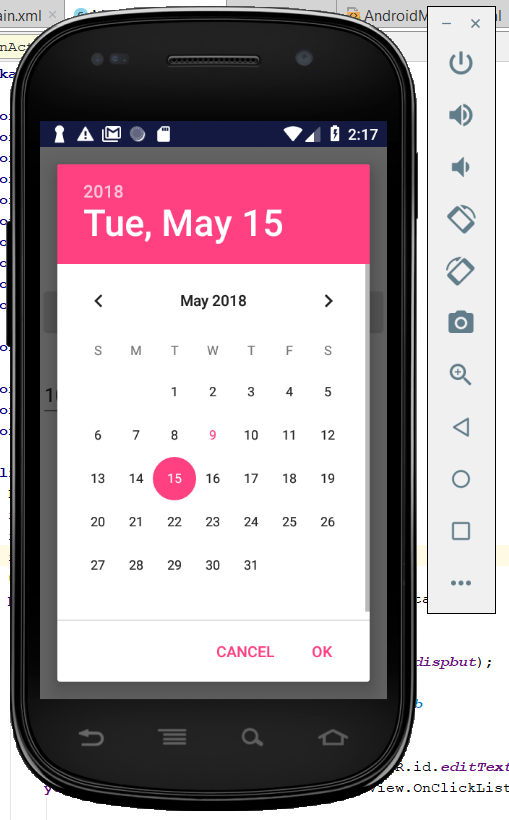 ain.xml
AndroidM
2:17
2018
Tue, May 15
May 2018
S M T W T F S
1 2 3 4 5
6 7 8 9 10 11 12
13 14 15 16 17 18 19
20 21 22 23 24 25 26
27 28 29 30 31
CANCEL OK
dispbut);
R.id.editText
y View.OnClickList